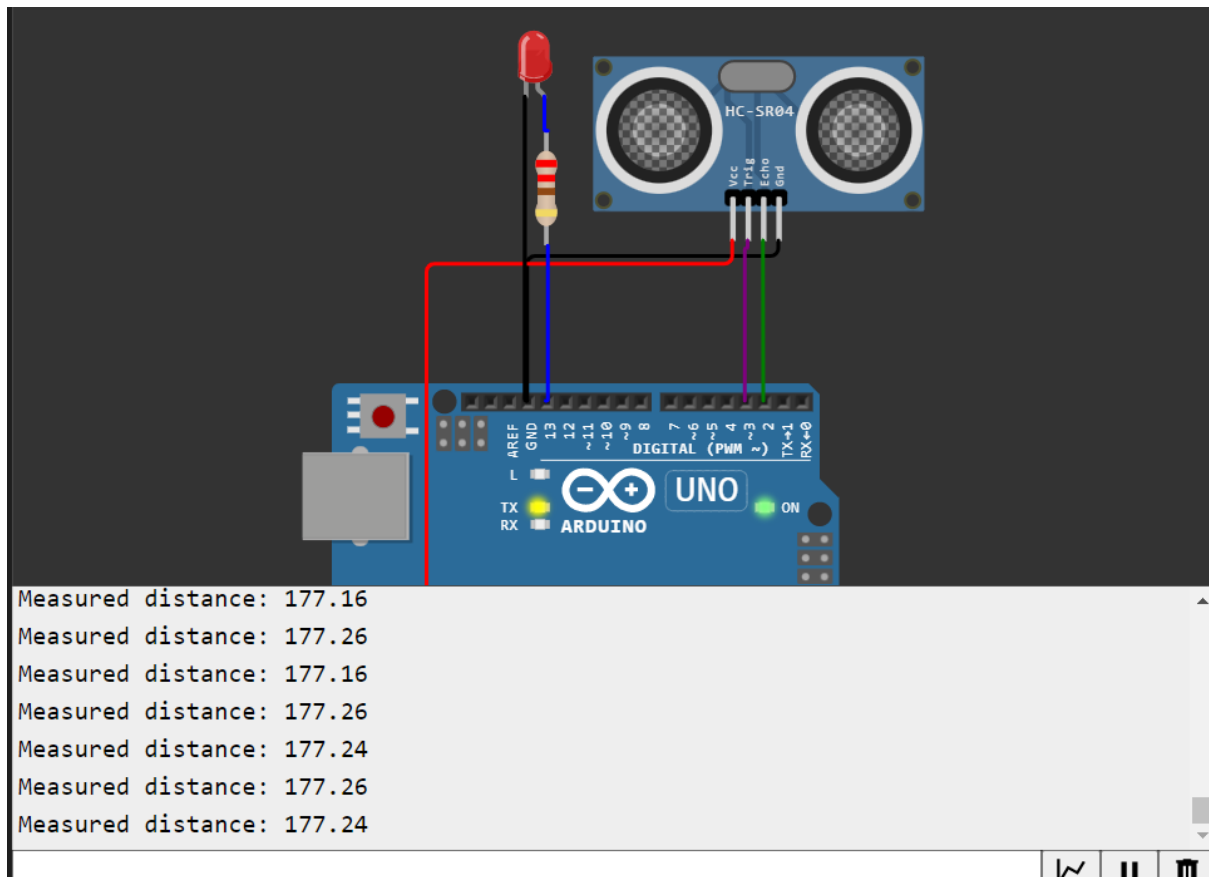 HC-SR04
Vcc
Trig
Echo
Gnd
AREF
GND
13
12
~11
~10
~9
8
7
~6
~5
4
~3
2
TX→1
RX←0
DIGITAL (PWM ~)
L
TX
RX
UNO
ON
ARDUINO
Measured distance: 177.16
Measured distance: 177.26
Measured distance: 177.16
Measured distance: 177.26
Measured distance: 177.24
Measured distance: 177.26
Measured distance: 177.24